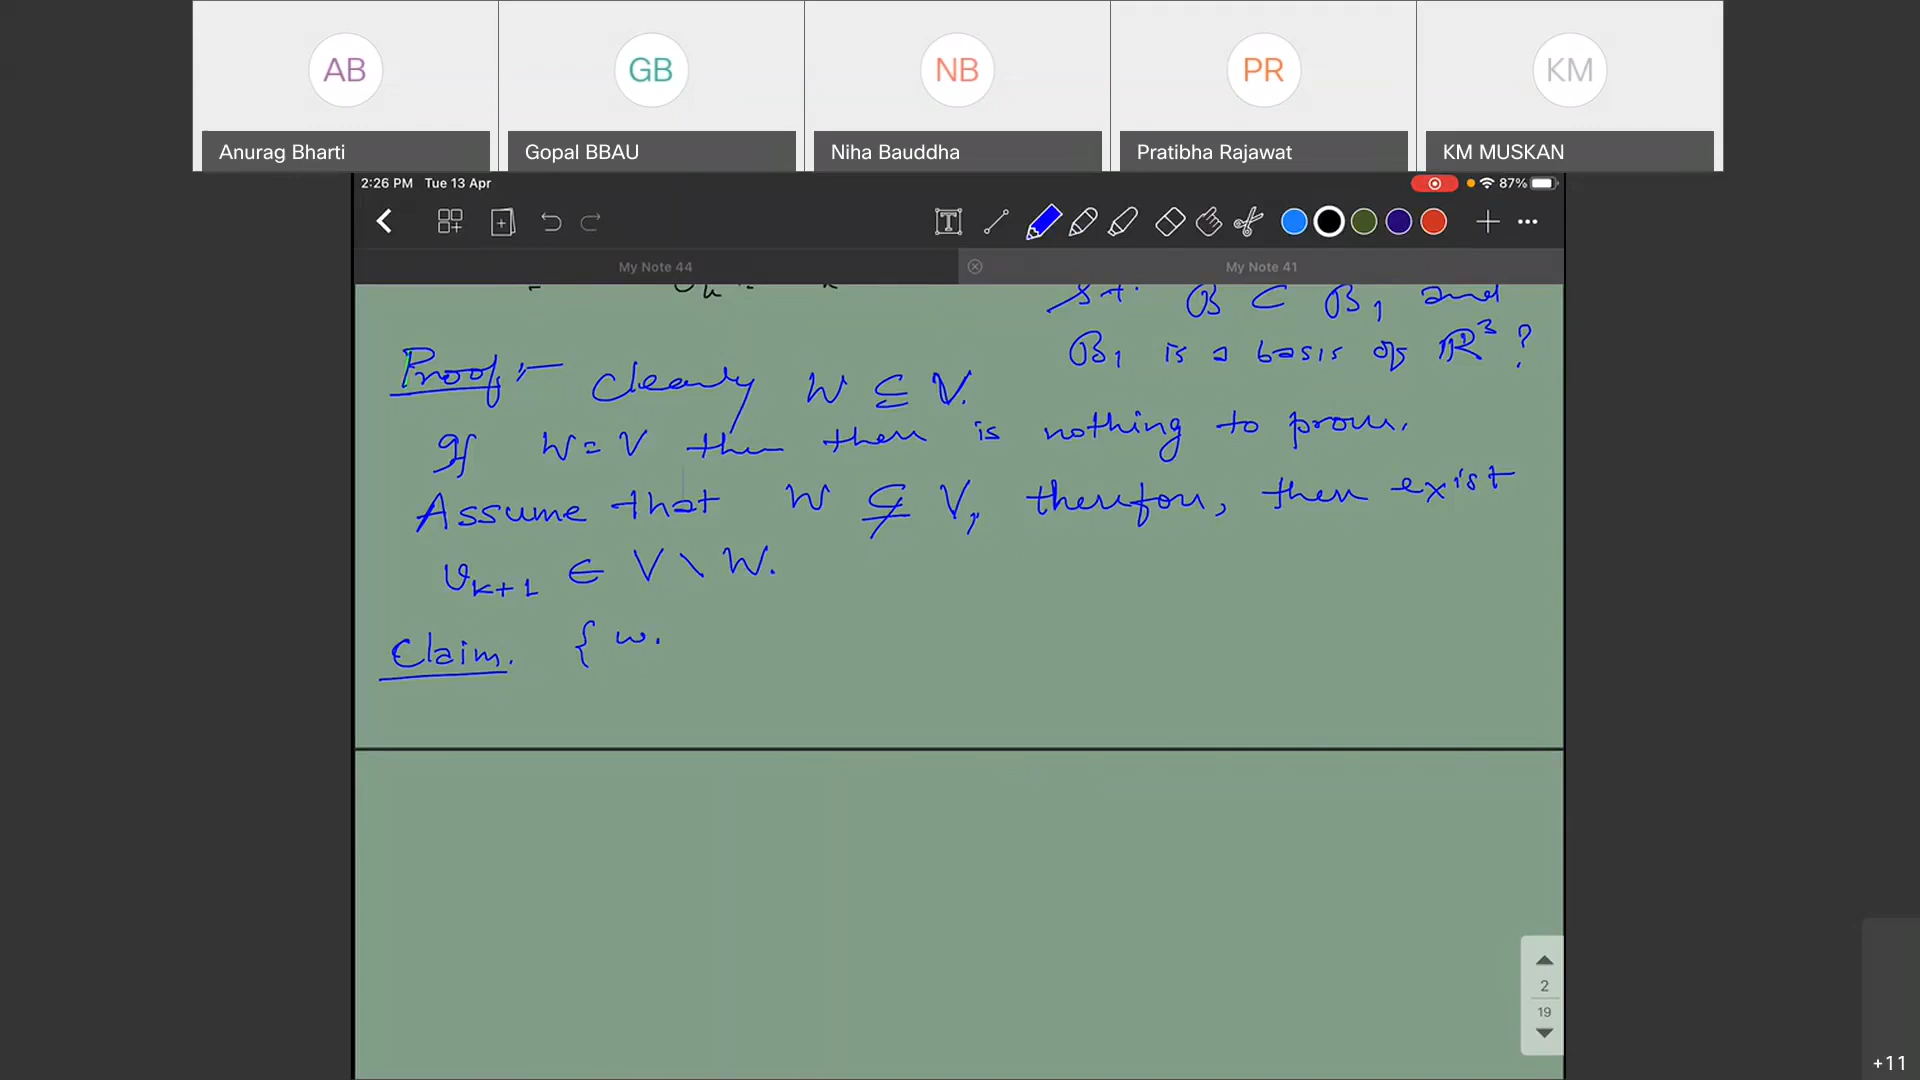 AB GB NB PR KM
Anurag Bharti Gopal BBAU Niha Bauddha Pratibha Rajawat KM MUSKAN
2:26 PM Tue 13 Apr 87%
My Note 44 My Note 41
s.t. B ⊂ B₁ and
B₁ is a basis of ℝ³ ?
Proof :- Clearly W ⊆ V.
If W = V then there is nothing to prove.
Assume that W ⊊ V, therefore, there exist
v_{k+1} ∈ V \ W.
Claim. { w.
2
19
+11